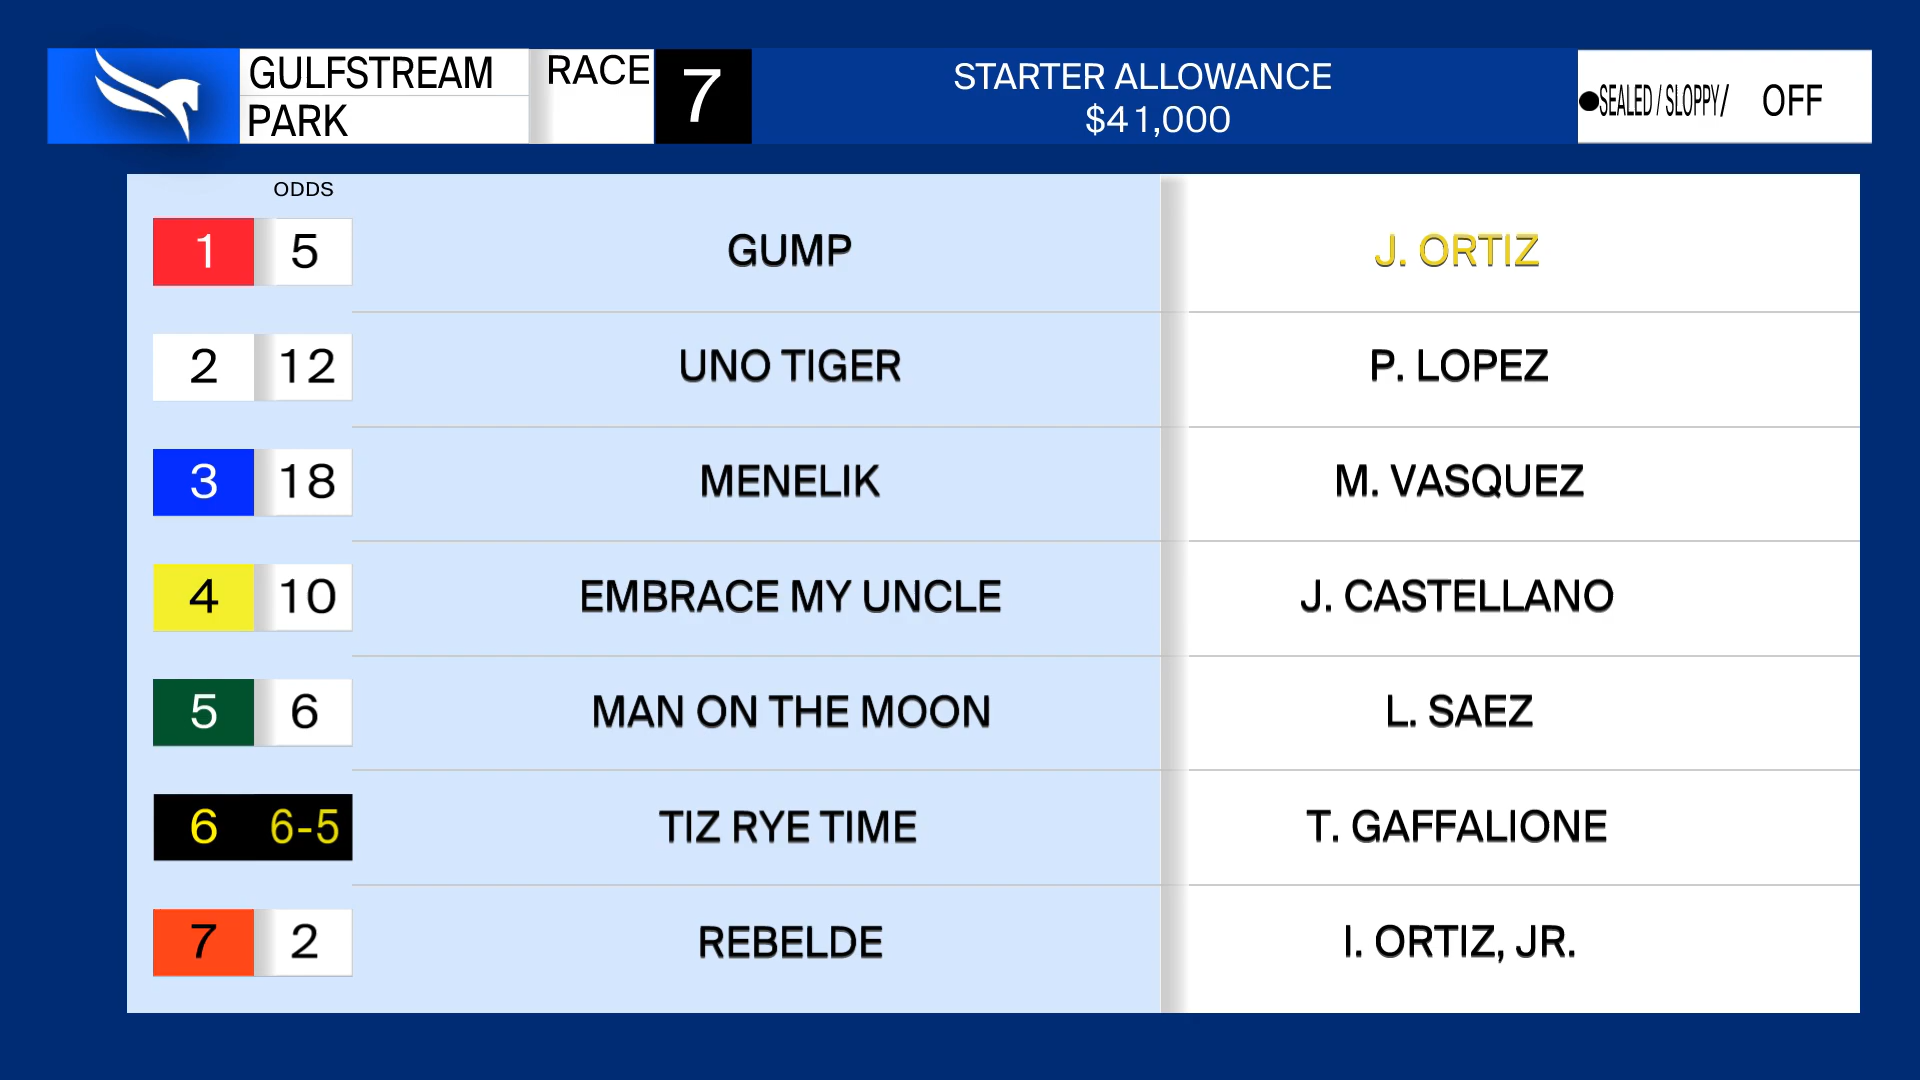 GULFSTREAM PARK
RACE 7
STARTER ALLOWANCE
$41,000
SEALED / SLOPPY/ OFF
ODDS
1 5 GUMP J. ORTIZ
2 12 UNO TIGER P. LOPEZ
3 18 MENELIK M. VASQUEZ
4 10 EMBRACE MY UNCLE J. CASTELLANO
5 6 MAN ON THE MOON L. SAEZ
6 6-5 TIZ RYE TIME T. GAFFALIONE
7 2 REBELDE I. ORTIZ, JR.